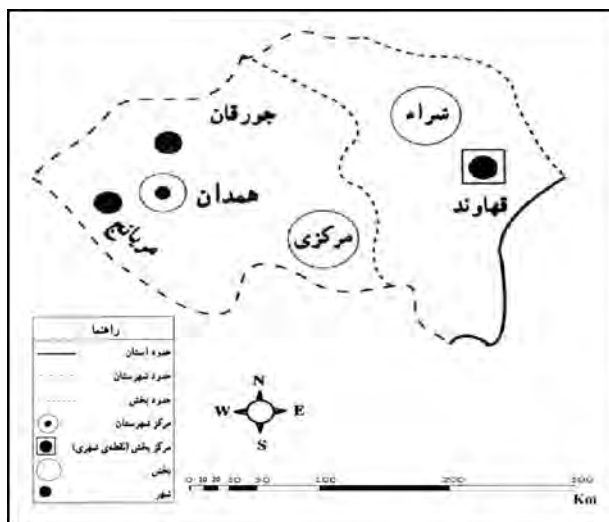 شراء
جورقان
قهاوند
همدان
مریانج
مرکزی
راهنما
حدود استان
حدود شهرستان
حدود بخش
مرکز شهرستان
مرکز بخش (نقطه‌ی شهری)
بخش
شهر
N
W E
S
0 10 20 30 50 100 200 300
Km